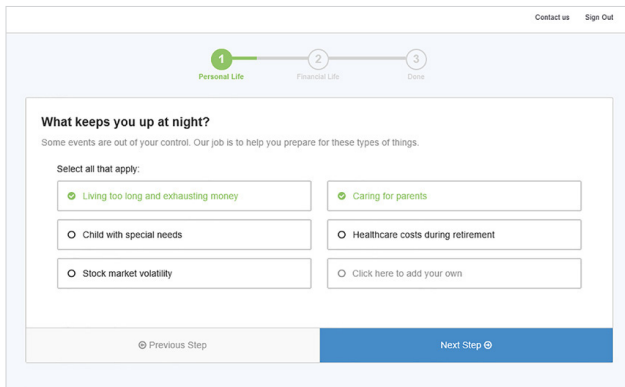 Contact us Sign Out
1 2 3
Personal Life Financial Life Done
What keeps you up at night?
Some events are out of your control. Our job is to help you prepare for these types of things.
Select all that apply:
Living too long and exhausting money
Caring for parents
Child with special needs
Healthcare costs during retirement
Stock market volatility
Click here to add your own
Previous Step
Next Step